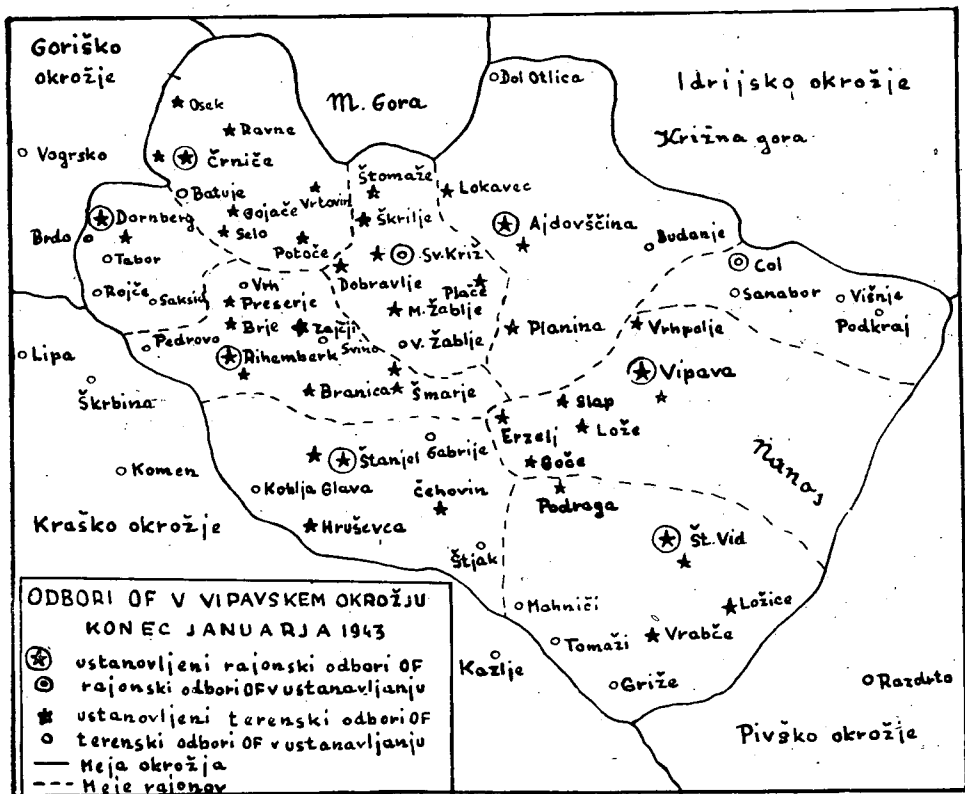 Goriško
okrožje
M. Gora
Dol Otlica
Idrijsko okrožje
Križna gora
Osek
Ravne
Vogrsko
Črniče
Batuje
Vrtovin
Štomaže
Lokavec
Dornberg
Gojače
Škrilje
Ajdovščina
Brdo
Selo
Budanje
Tabor
Potoče
Sv. Križ
Col
Rojče
Saksid
Vrh
Dobravlje
Plače
Sanabor
Višnje
Preserje
M. Žablje
Podkraj
Pedrovo
Brje
Zajčji
Svino
V. Žablje
Planina
Vrhpolje
Lipa
Rihemberk
Vipava
Škrbina
Branica
Šmarje
Slap
Erzelj
Lože
Komen
Štanjel
Gabrije
Goče
Nanos
Koblja Glava
Čehovin
Podraga
Kraško okrožje
Hruševca
Št. Vid
Štjak
Mahniči
Ložice
Tomaži
Vrabče
Kazlje
Griže
Razdrto
Pivško okrožje
ODBORI OF V VIPAVSKEM OKROŽJU
KONEC JANUARJA 1943
ustanovljeni rajonski odbori OF
rajonski odbori OF v ustanavljanju
ustanovljeni terenski odbori OF
terenski odbori OF v ustanavljanju
Meja okrožja
Meje rajonov